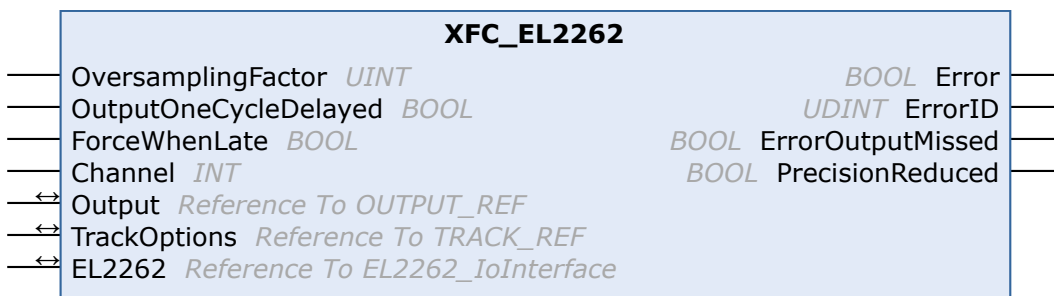 XFC_EL2262
OversamplingFactor UINT BOOL Error
OutputOneCycleDelayed BOOL UDINT ErrorID
ForceWhenLate BOOL BOOL ErrorOutputMissed
Channel INT BOOL PrecisionReduced
Output Reference To OUTPUT_REF
TrackOptions Reference To TRACK_REF
EL2262 Reference To EL2262_IoInterface